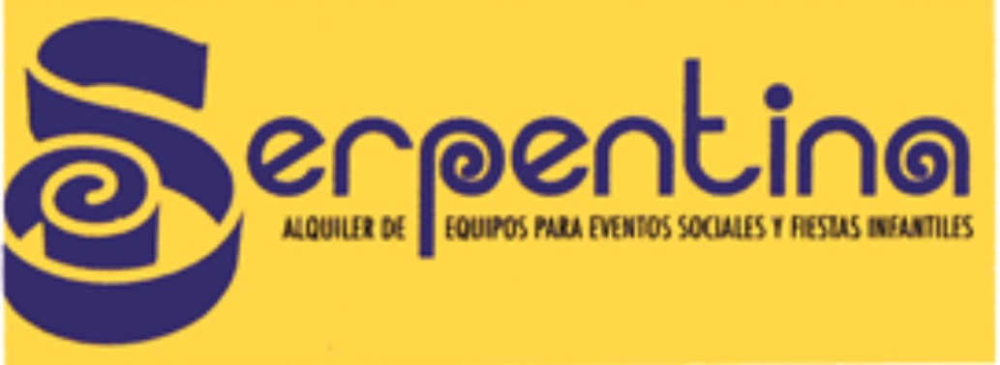 Serpentina
ALQUILER DE EQUIPOS PARA EVENTOS SOCIALES Y FIESTAS INFANTILES